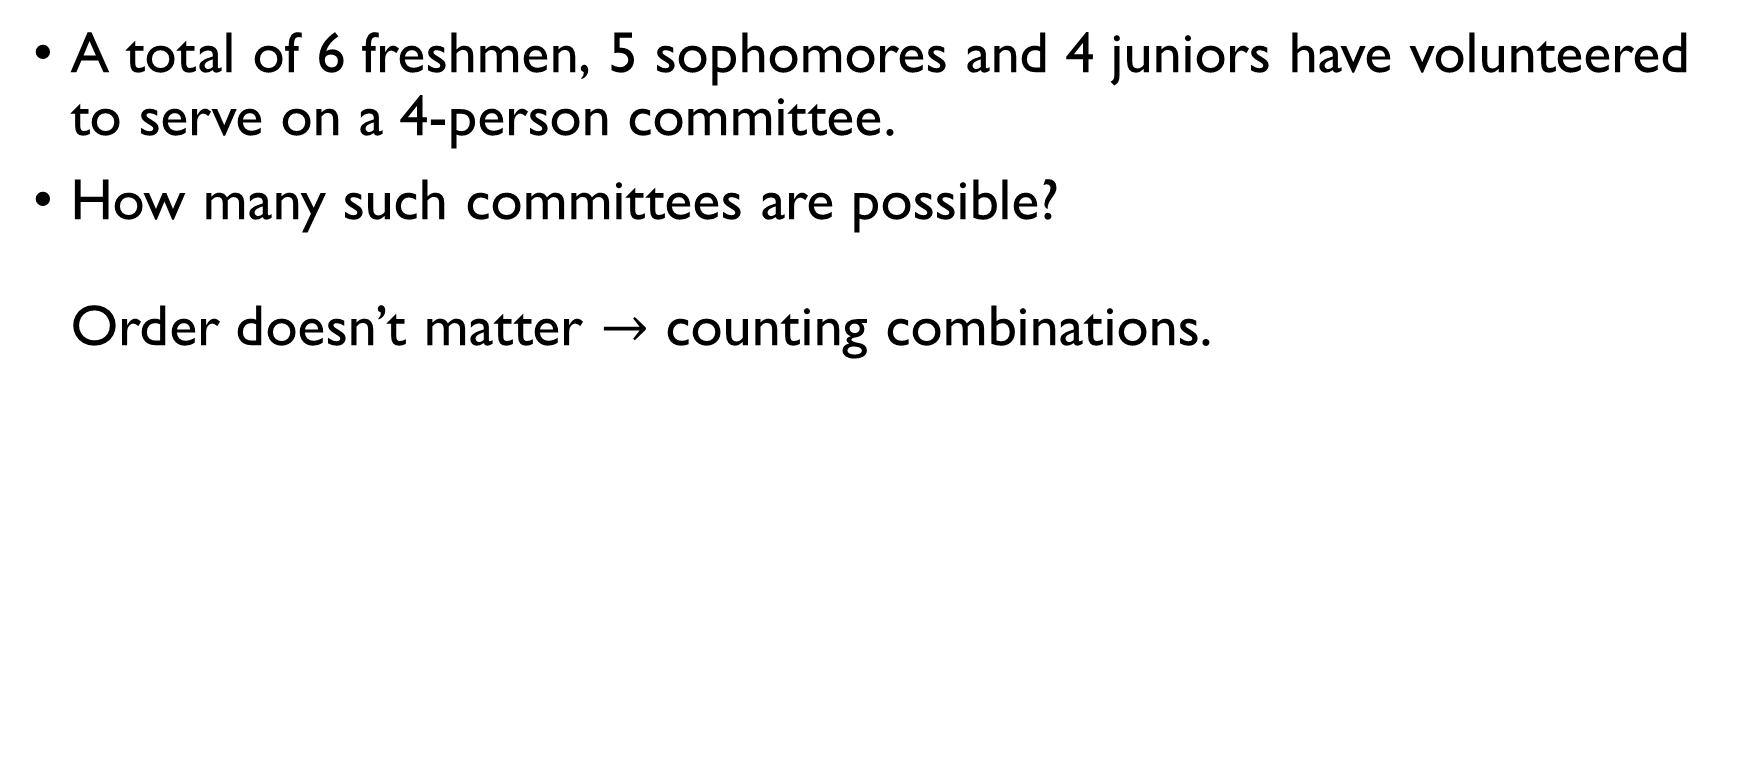 • A total of 6 freshmen, 5 sophomores and 4 juniors have volunteered
to serve on a 4-person committee.
• How many such committees are possible?
Order doesn’t matter → counting combinations.